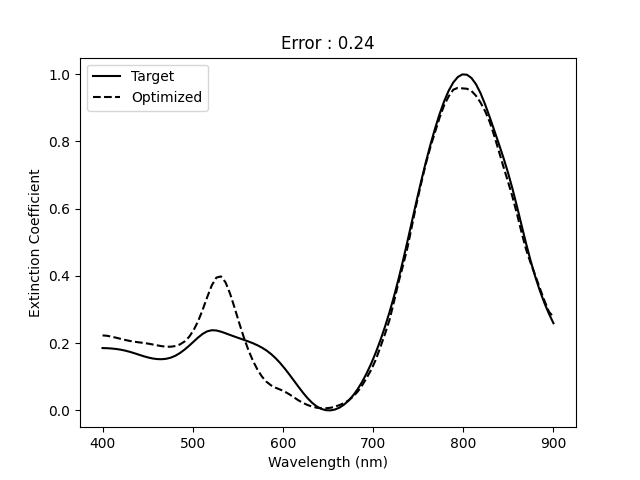 Error : 0.24
Target
Optimized
Extinction Coefficient
1.0
0.8
0.6
0.4
0.2
0.0
400 500 600 700 800 900
Wavelength (nm)